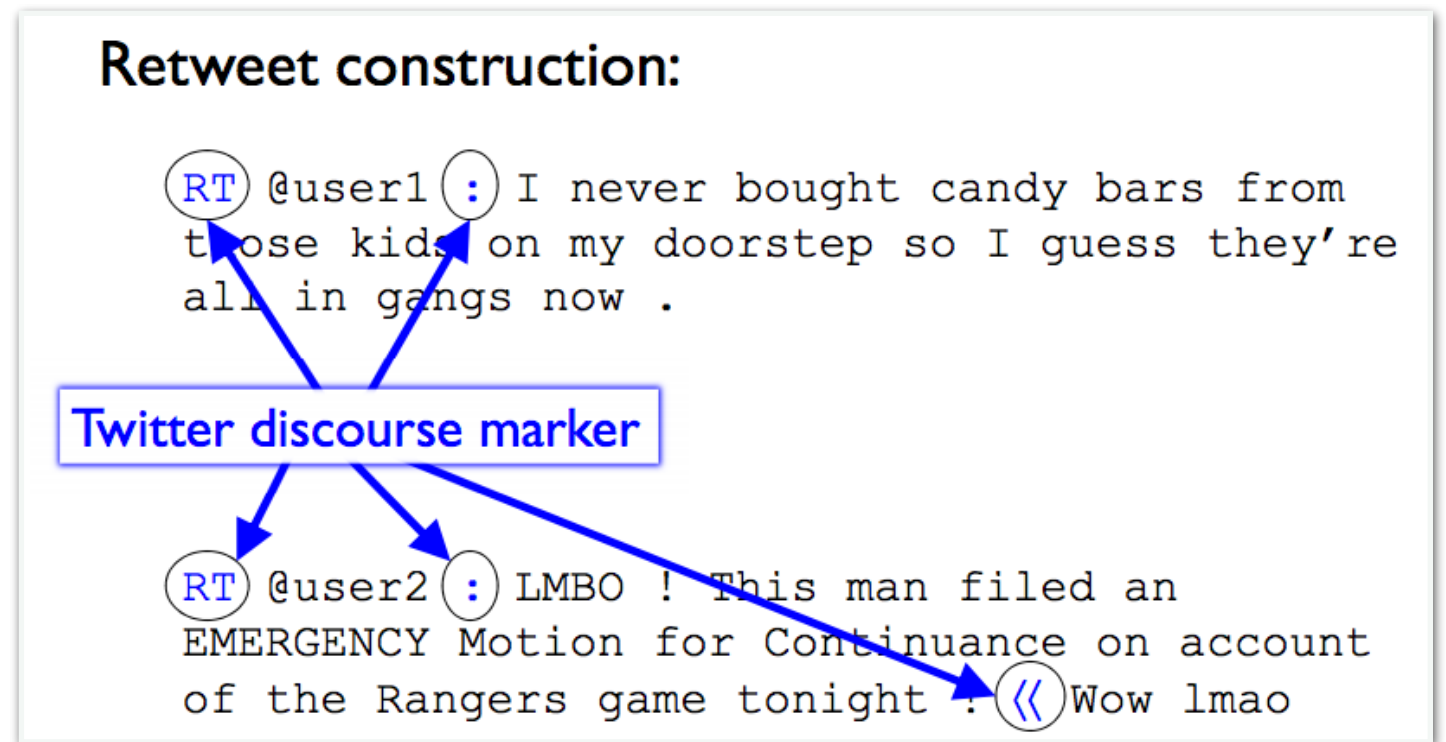 Retweet construction:
RT @user1 : I never bought candy bars from
those kids on my doorstep so I guess they’re
all in gangs now .
Twitter discourse marker
RT @user2 : LMBO ! This man filed an
EMERGENCY Motion for Continuance on account
of the Rangers game tonight ! 《 Wow lmao